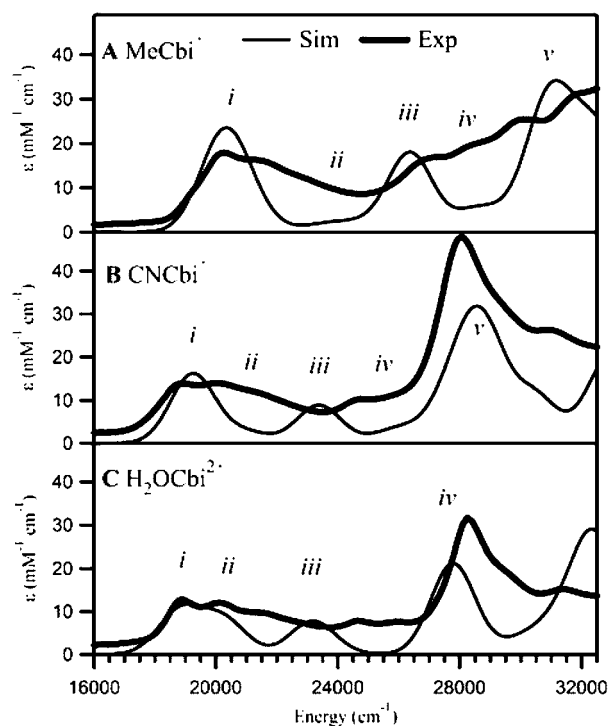 Sim Exp
A MeCbi+
i
ii
iii
iv
v
40
30
20
10
0
ε (mM⁻¹ cm⁻¹)
B CNCbi+
i
ii
iii
iv
v
40
30
20
10
0
ε (mM⁻¹ cm⁻¹)
C H₂OCbi²⁺
i
ii
iii
iv
40
30
20
10
0
ε (mM⁻¹ cm⁻¹)
16000 20000 24000 28000 32000
Energy (cm⁻¹)